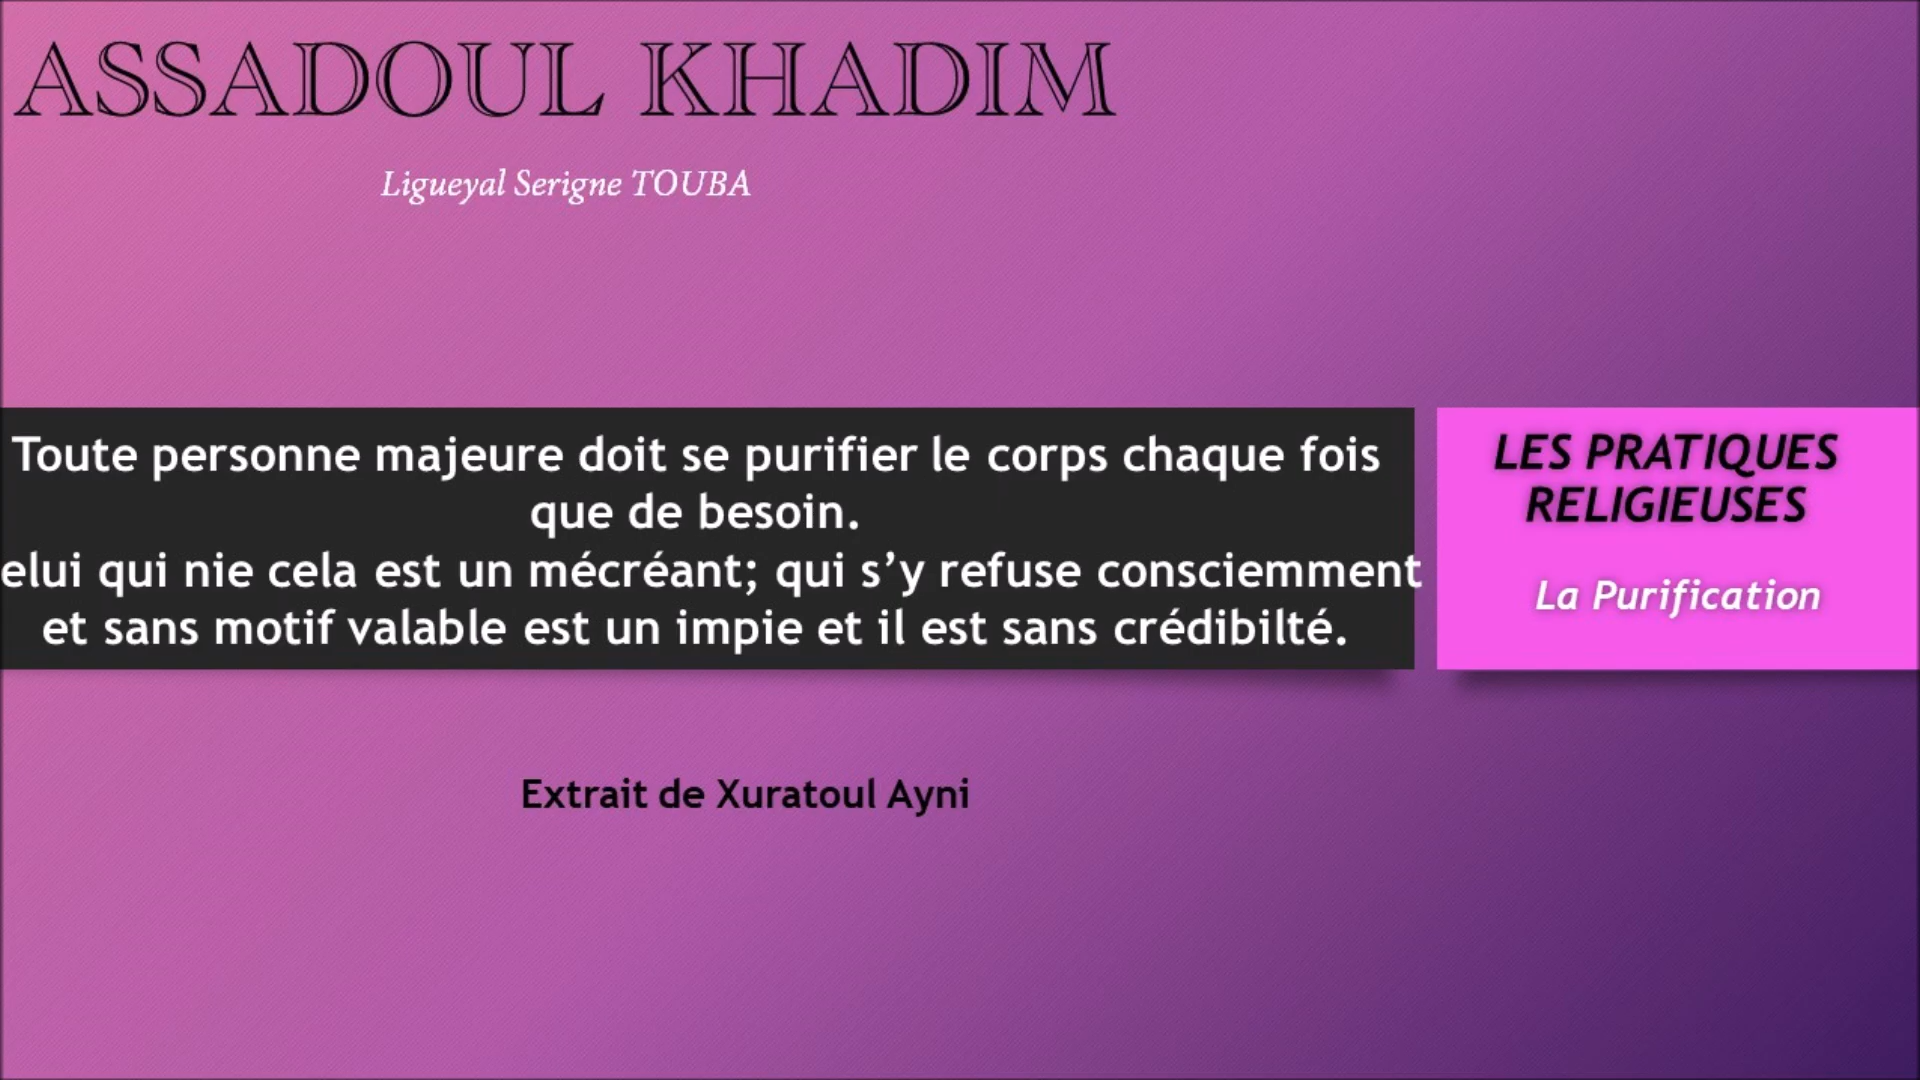 ASSADOUL KHADIM
Ligueyal Serigne TOUBA
Toute personne majeure doit se purifier le corps chaque fois
que de besoin.
elui qui nie cela est un mécréant; qui s’y refuse consciemment
et sans motif valable est un impie et il est sans crédibilté.
LES PRATIQUES
RELIGIEUSES
La Purification
Extrait de Xuratoul Ayni